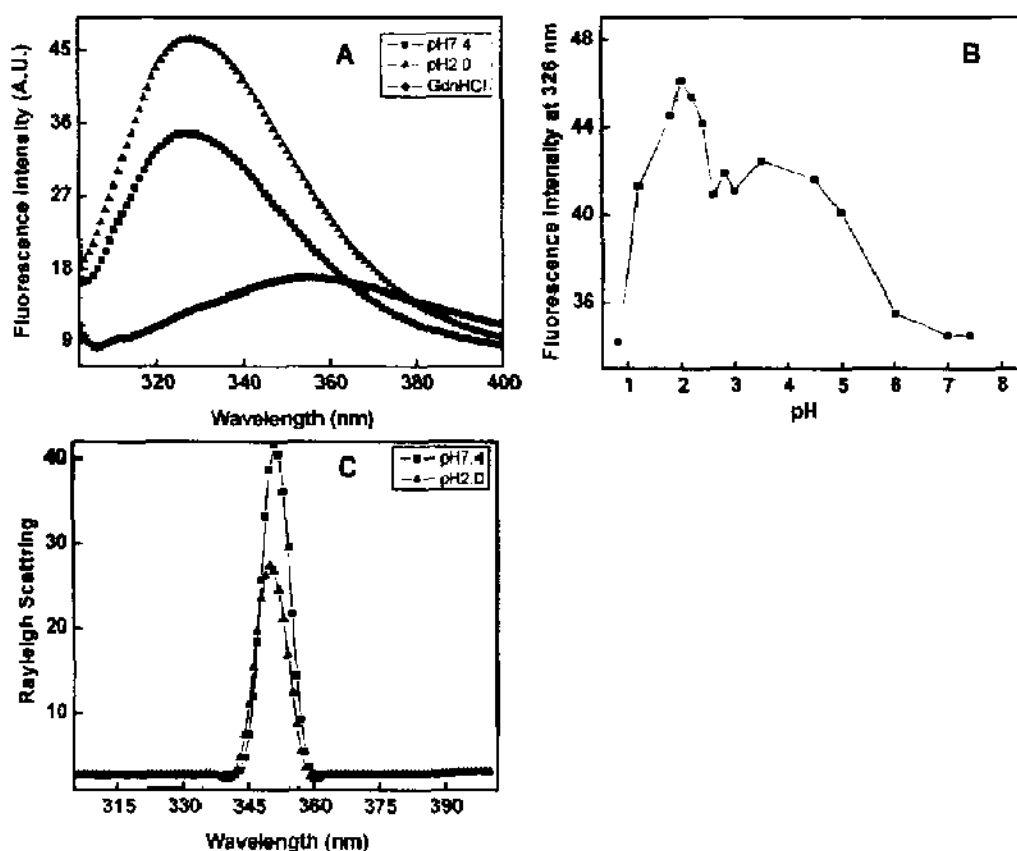 Fluorescence Intensity (A.U.)
45
36
27
18
9
A
pH7.4
pH2.0
GdnHCl
320
340
360
380
400
Wavelength (nm)
Fluorescence Intensity at 326 nm
48
44
40
36
B
1
2
3
4
5
6
7
8
pH
Rayleigh Scattring
40
30
20
10
C
pH7.4
pH2.0
315
330
345
360
375
390
Wavelength (nm)